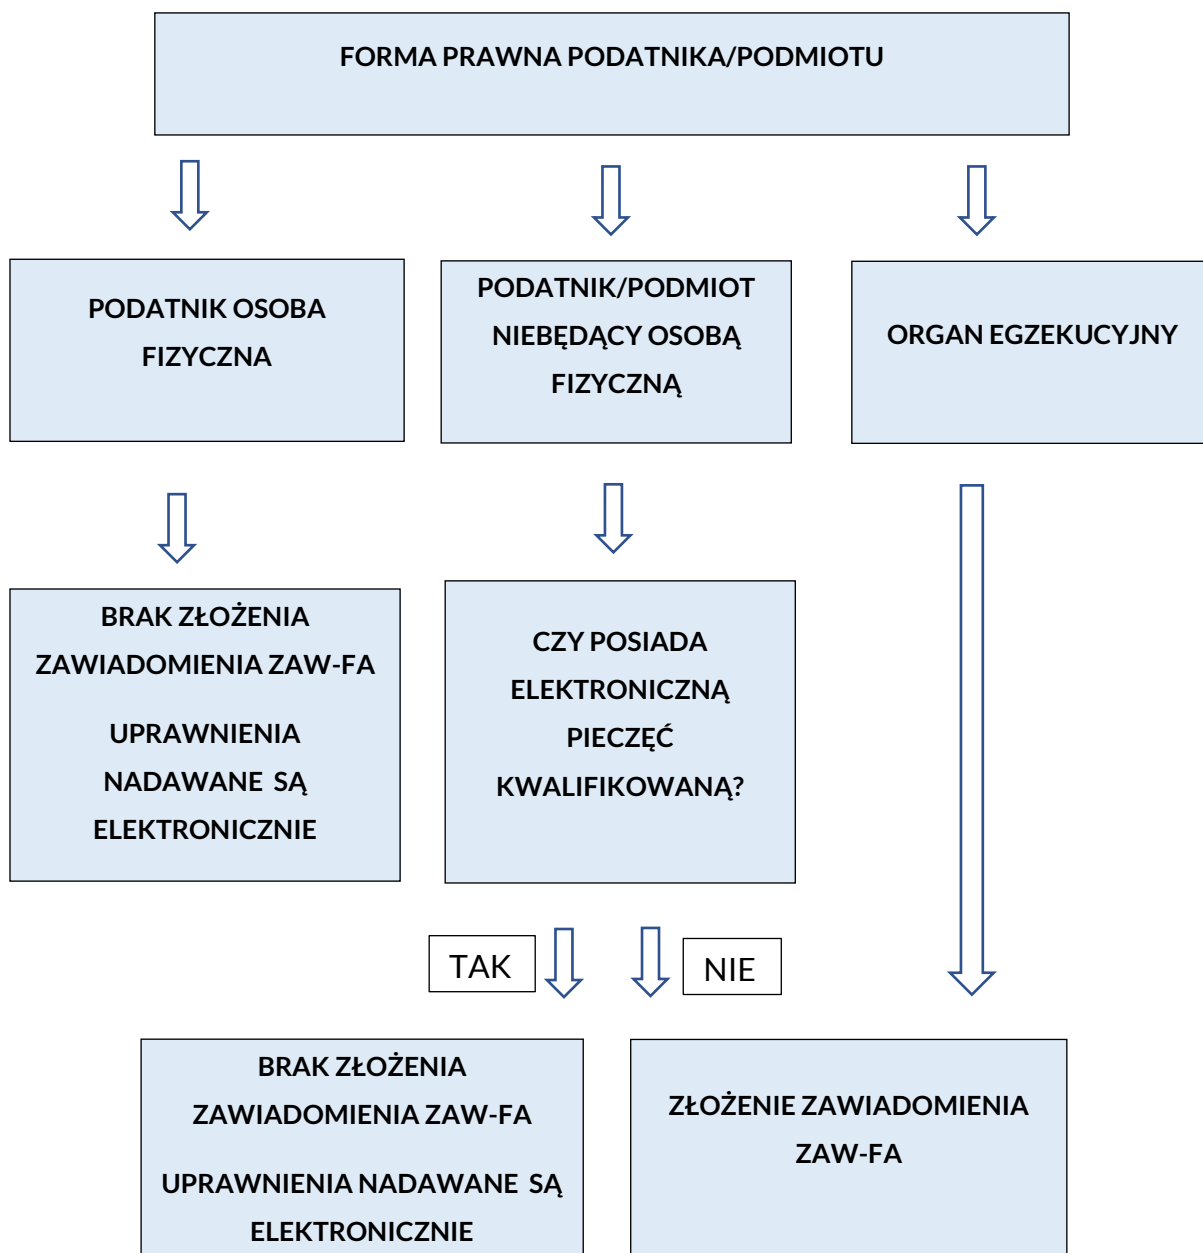 FORMA PRAWNA PODATNIKA/PODMIOTU
PODATNIK OSOBA
FIZYCZNA
PODATNIK/PODMIOT
NIEBĘDĄCY OSOBĄ
FIZYCZNĄ
ORGAN EGZEKUCYJNY
BRAK ZŁOŻENIA
ZAWIADOMIENIA ZAW-FA
UPRAWNIENIA
NADAWANE SĄ
ELEKTRONICZNIE
CZY POSIADA
ELEKTRONICZNĄ
PIECZĘĆ
KWALIFIKOWANĄ?
TAK
NIE
BRAK ZŁOŻENIA
ZAWIADOMIENIA ZAW-FA
UPRAWNIENIA NADAWANE SĄ
ELEKTRONICZNIE
ZŁOŻENIE ZAWIADOMIENIA
ZAW-FA